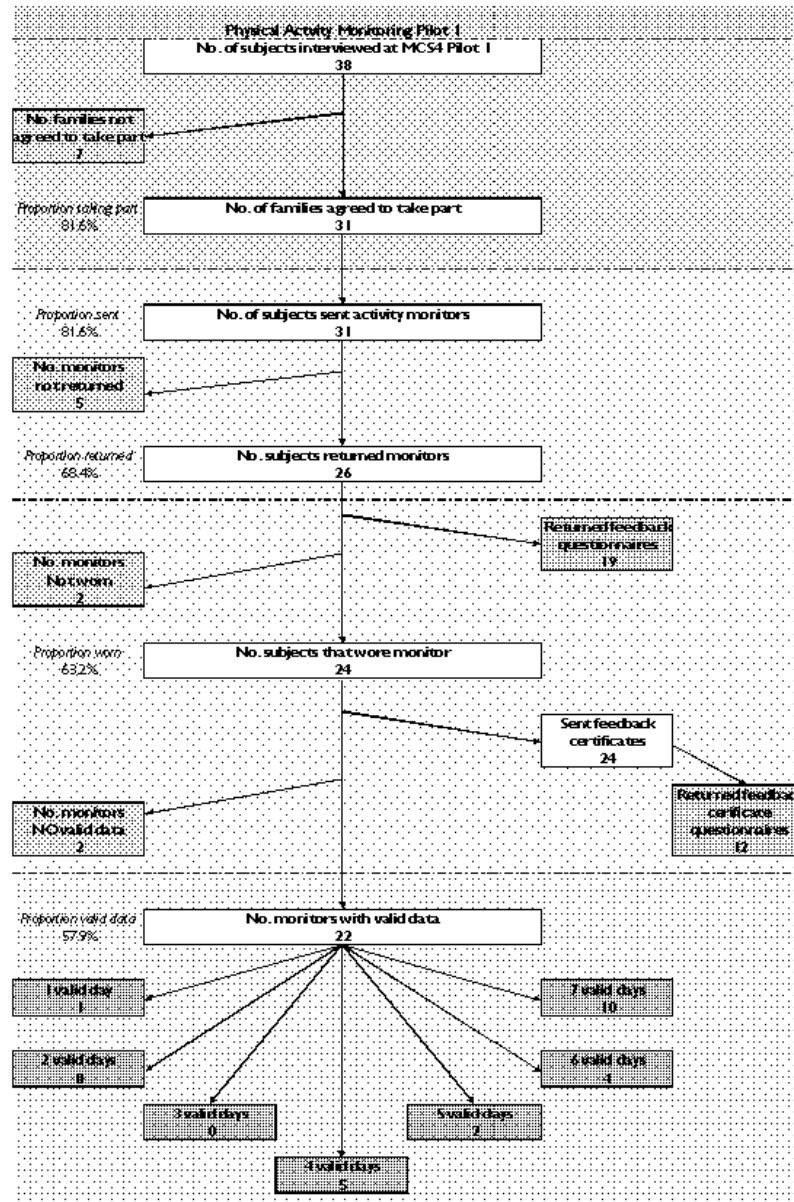 Physical Activity Monitoring Pilot 1
No. of subjects interviewed at MCS4 Pilot 1
38
No. families not
agreed to take part
7
Proportion taking part
81.6%
No. of families agreed to take part
31
Proportion sent
81.6%
No. of subjects sent activity monitors
31
No. monitors
not returned
5
Proportion returned
68.4%
No. subjects returned monitors
26
Returned feedback
questionnaires
19
No. monitors
Not worn
2
Proportion worn
63.2%
No. subjects that wore monitor
24
Sent feedback
certificates
24
No. monitors
NO valid data
2
Returned feedback
certificate
questionnaires
12
Proportion valid data
57.9%
No. monitors with valid data
22
1 valid day
1
7 valid days
10
2 valid days
0
6 valid days
4
3 valid days
0
5 valid days
2
4 valid days
5